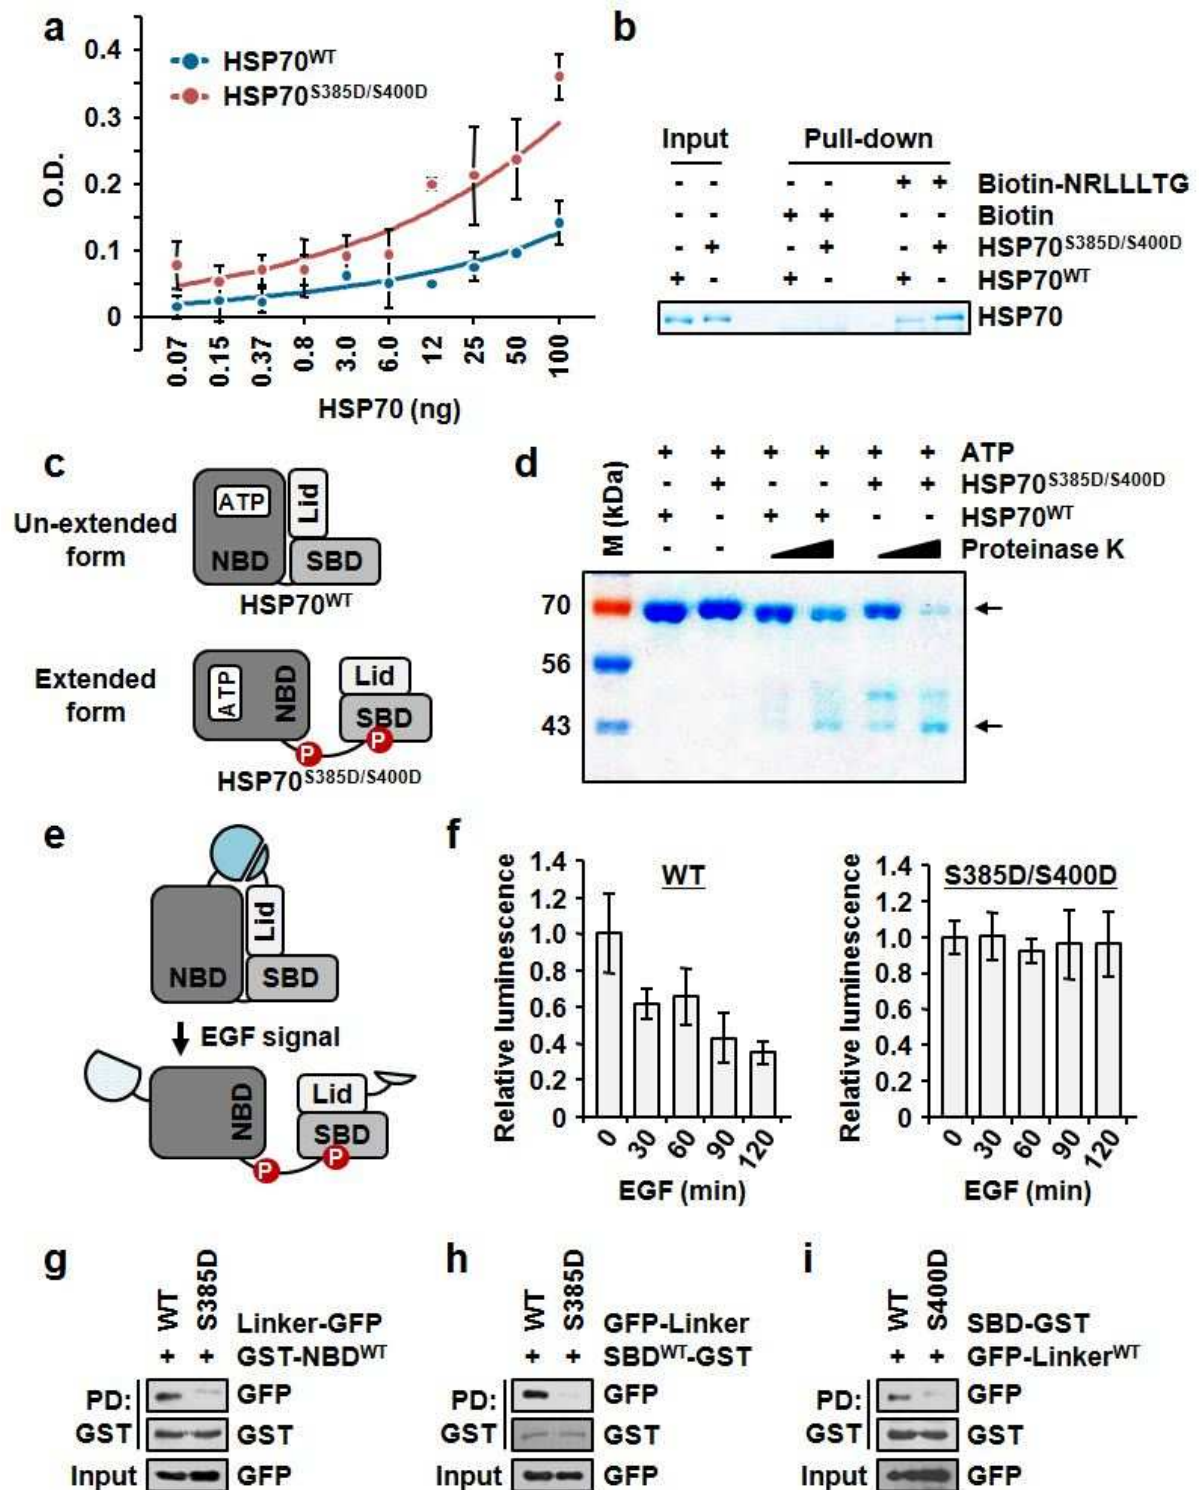 a
0.4
0.3
0.2
0.1
0
O.D.
HSP70WT
HSP70S385D/S400D
0.07 0.15 0.37 0.8 3.0 6.0 12 25 50 100
HSP70 (ng)
b
Input Pull-down
- - - - + + Biotin-NRLLLTG
- - + + - - Biotin
- + - + - + HSP70S385D/S400D
+ - + - + - HSP70WT
HSP70
c
Un-extended
form
ATP
Lid
NBD SBD
HSP70WT
Extended
form
ATP
NBD
Lid
SBD
P P
HSP70S385D/S400D
d
M (kDa)
+ + + + + + ATP
- + - - + + HSP70S385D/S400D
+ - + + - - HSP70WT
- - Proteinase K
70
56
43
e
Lid
NBD SBD
EGF signal
NBD
Lid
SBD
P P
f
Relative luminescence
1.4
1.2
1.0
0.8
0.6
0.4
0.2
0
WT
0 30 60 90 120
EGF (min)
Relative luminescence
1.4
1.2
1.0
0.8
0.6
0.4
0.2
0
S385D/S400D
0 30 60 90 120
EGF (min)
g
WT S385D
Linker-GFP
+ + GST-NBDWT
PD: GFP
GST GST
Input GFP
h
WT S385D
GFP-Linker
+ + SBDWT-GST
PD: GFP
GST GST
Input GFP
i
WT S400D
SBD-GST
+ + GFP-LinkerWT
PD: GFP
GST GST
Input GFP